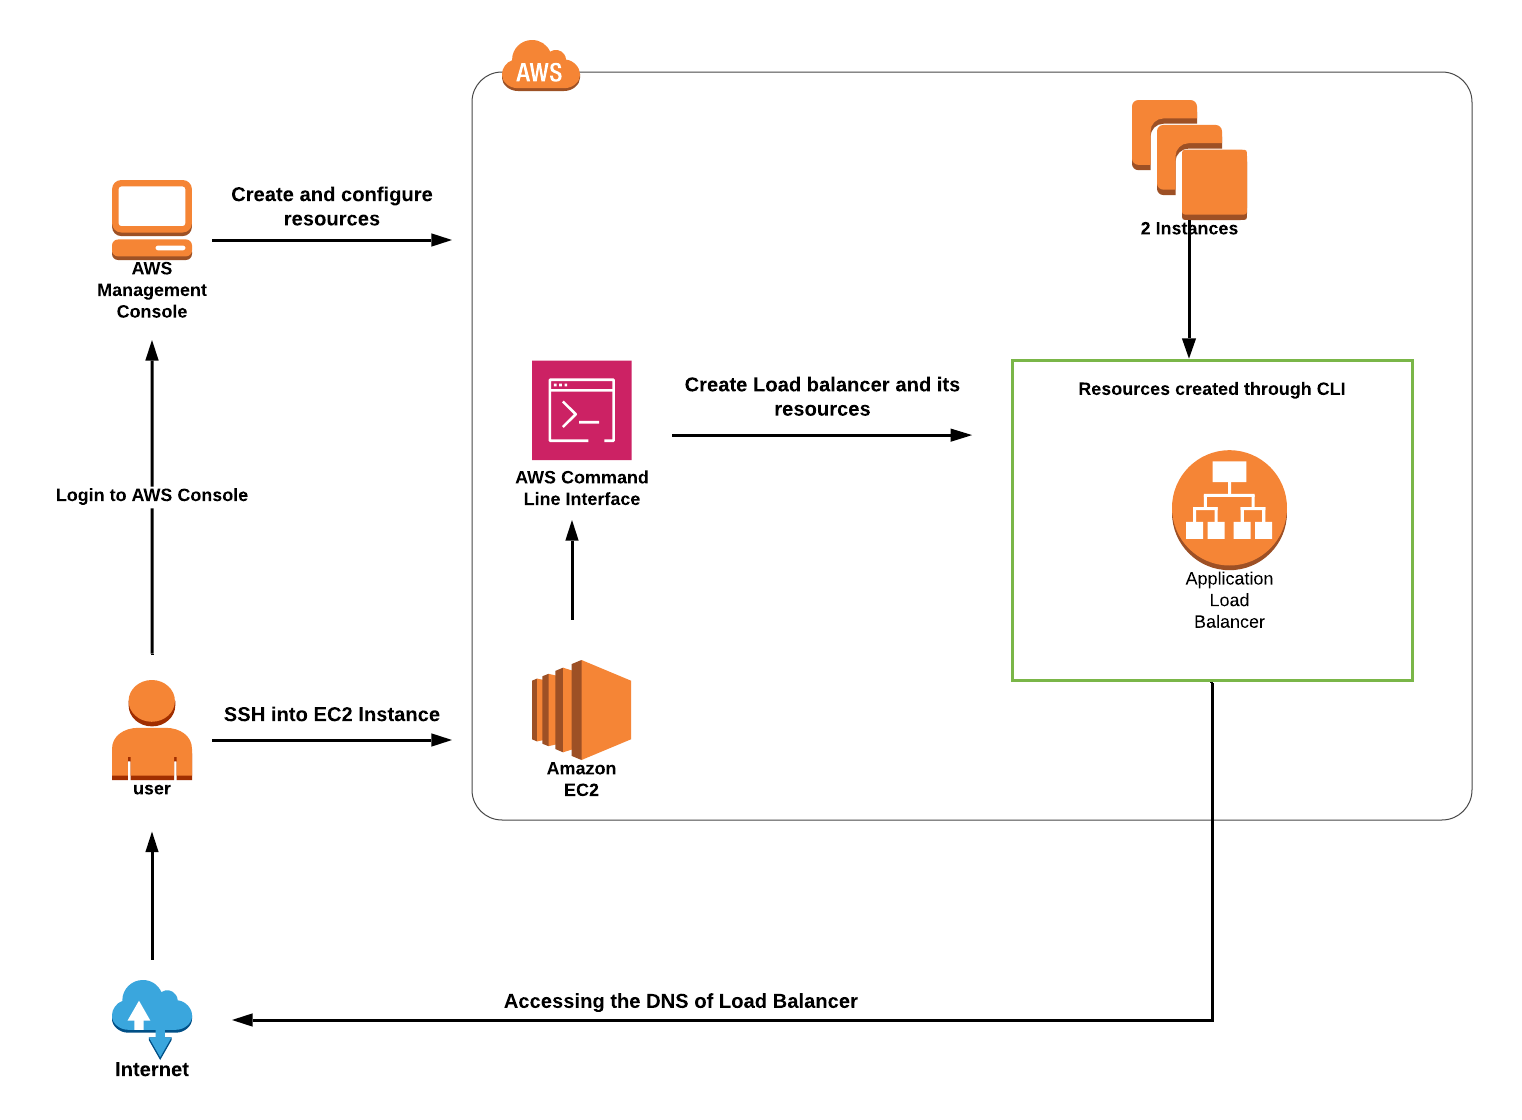 AWS
Create and configure
resources
AWS
Management
Console
2 Instances
Create Load balancer and its
resources
Resources created through CLI
AWS Command
Line Interface
Login to AWS Console
Application
Load
Balancer
SSH into EC2 Instance
Amazon
EC2
user
Accessing the DNS of Load Balancer
Internet